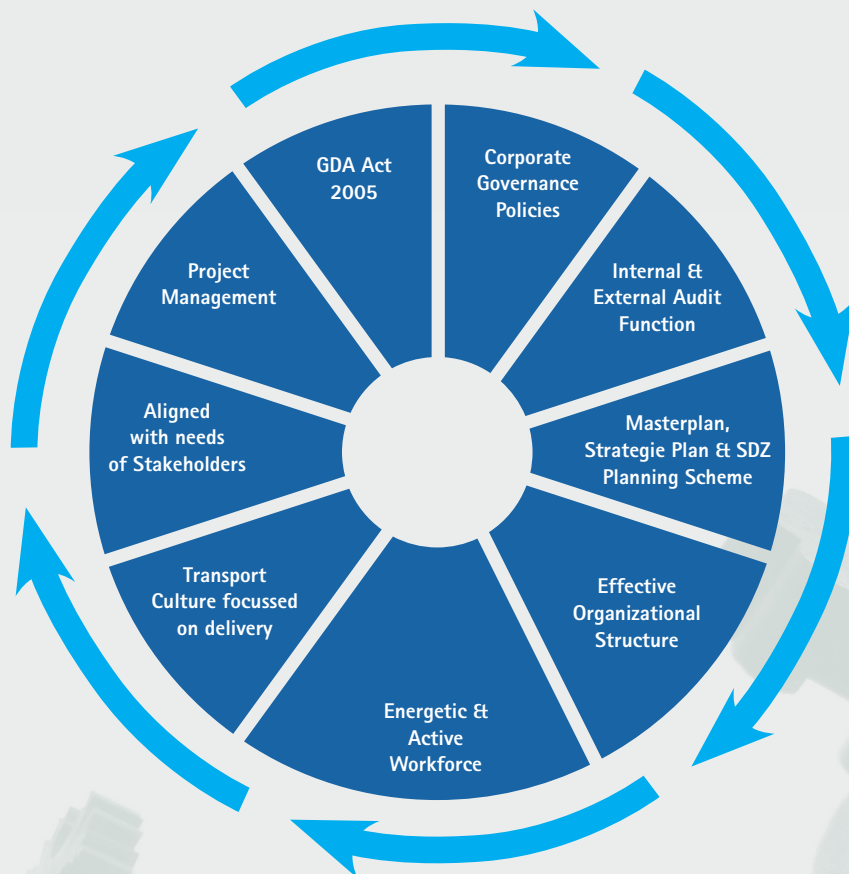 GDA Act
2005
Corporate
Governance
Policies
Internal &
External Audit
Function
Masterplan,
Strategie Plan & SDZ
Planning Scheme
Effective
Organizational
Structure
Energetic &
Active
Workforce
Transport
Culture focussed
on delivery
Aligned
with needs
of Stakeholders
Project
Management